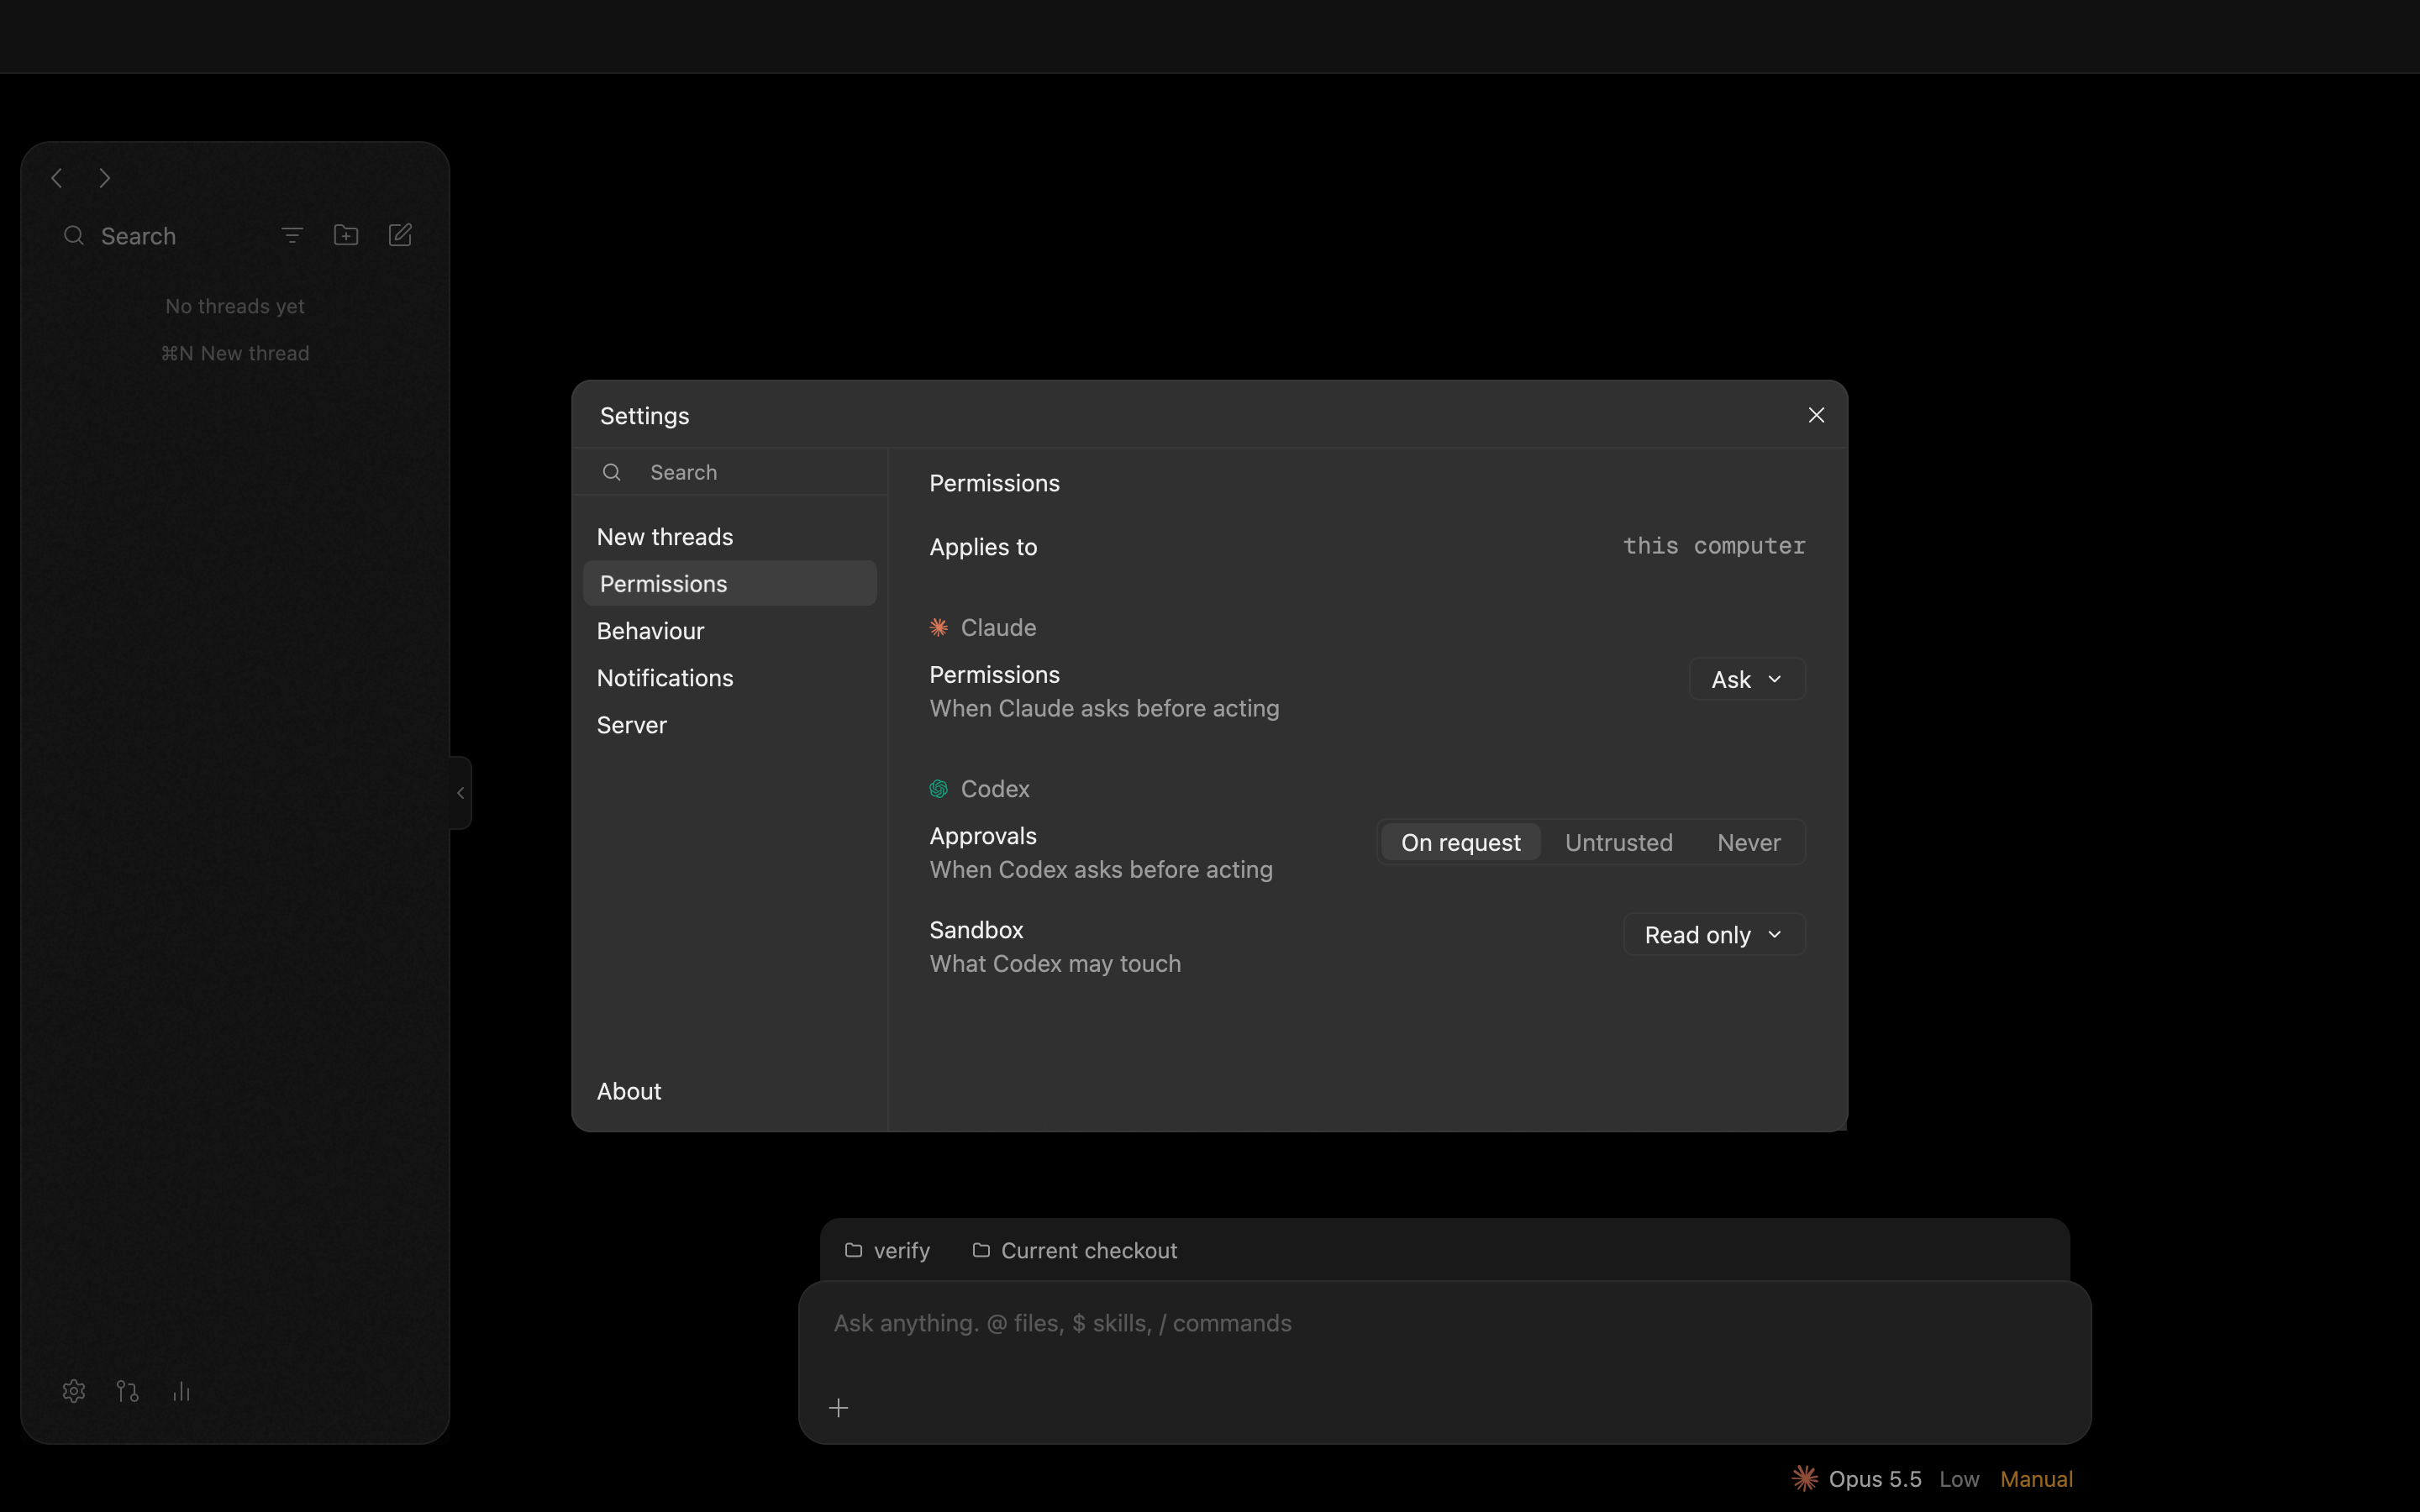 Search
No threads yet
⌘N New thread
Settings
Search
New threads
Permissions
Behaviour
Notifications
Server
About
Permissions
Applies to this computer
Claude
Permissions Ask
When Claude asks before acting
Codex
Approvals On request Untrusted Never
When Codex asks before acting
Sandbox Read only
What Codex may touch
verify Current checkout
Ask anything. @ files, $ skills, / commands
Opus 5.5 Low Manual